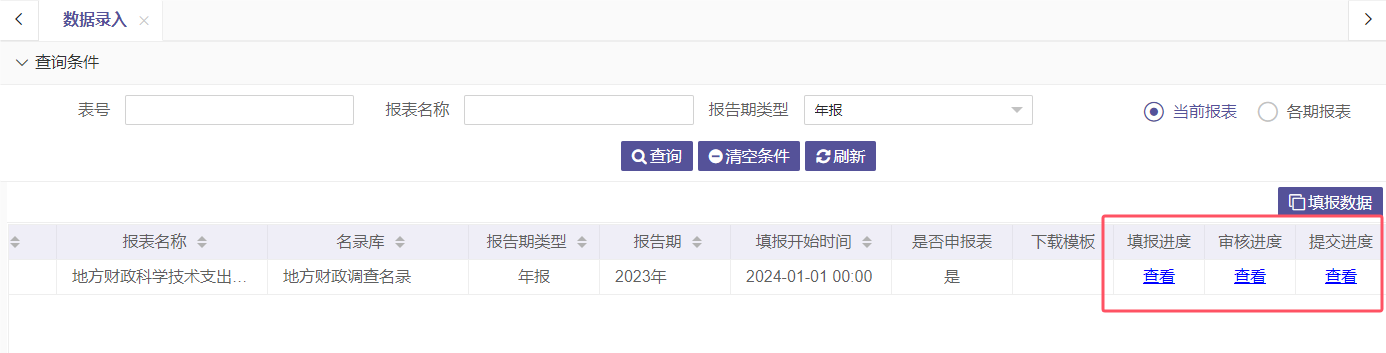 数据录入
查询条件
表号 报表名称 报告期类型 年报 当前报表 各期报表
查询 清空条件 刷新
填报数据
报表名称 名录库 报告期类型 报告期 填报开始时间 是否申报表 下载模板 填报进度 审核进度 提交进度
地方财政科学技术支出... 地方财政调查名录 年报 2023年 2024-01-01 00:00 是 查看 查看 查看